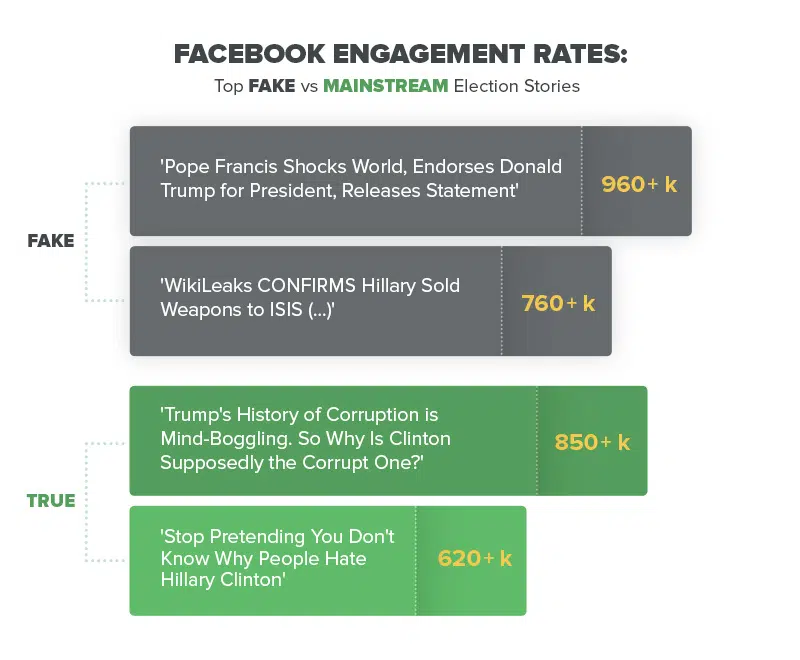 FACEBOOK ENGAGEMENT RATES:
Top FAKE vs MAINSTREAM Election Stories
FAKE
'Pope Francis Shocks World, Endorses Donald
Trump for President, Releases Statement'
960+ k
'WikiLeaks CONFIRMS Hillary Sold
Weapons to ISIS (...)'
760+ k
TRUE
'Trump's History of Corruption is
Mind-Boggling. So Why Is Clinton
Supposedly the Corrupt One?'
850+ k
'Stop Pretending You Don't
Know Why People Hate
Hillary Clinton'
620+ k